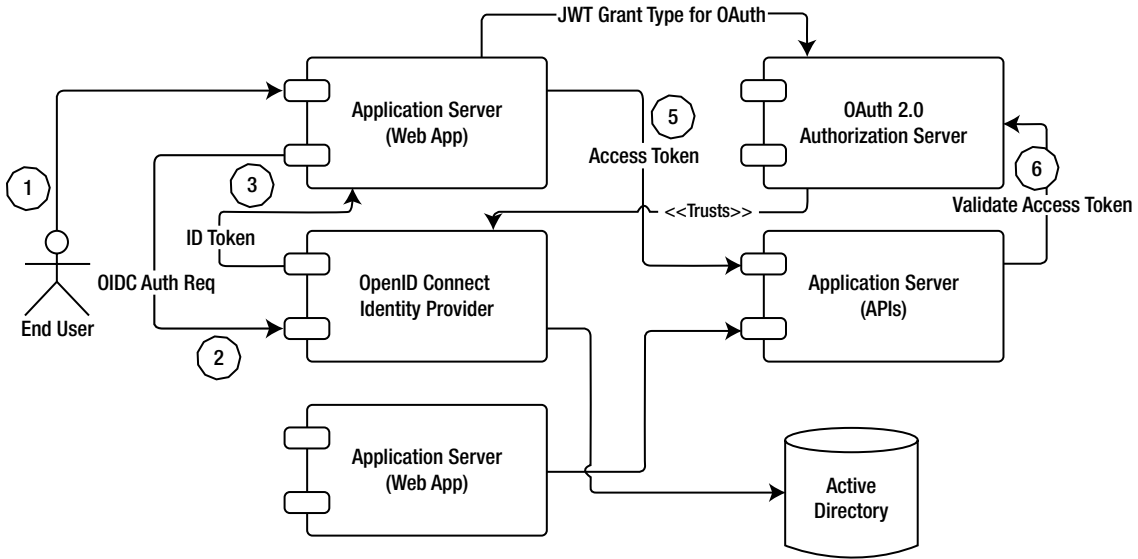 JWT Grant Type for OAuth
Application Server
(Web App)
OAuth 2.0
Authorization Server
5
Access Token
1
3
6
Validate Access Token
<<Trusts>>
ID Token
OIDC Auth Req
End User
OpenID Connect
Identity Provider
Application Server
(APIs)
2
Application Server
(Web App)
Active
Directory